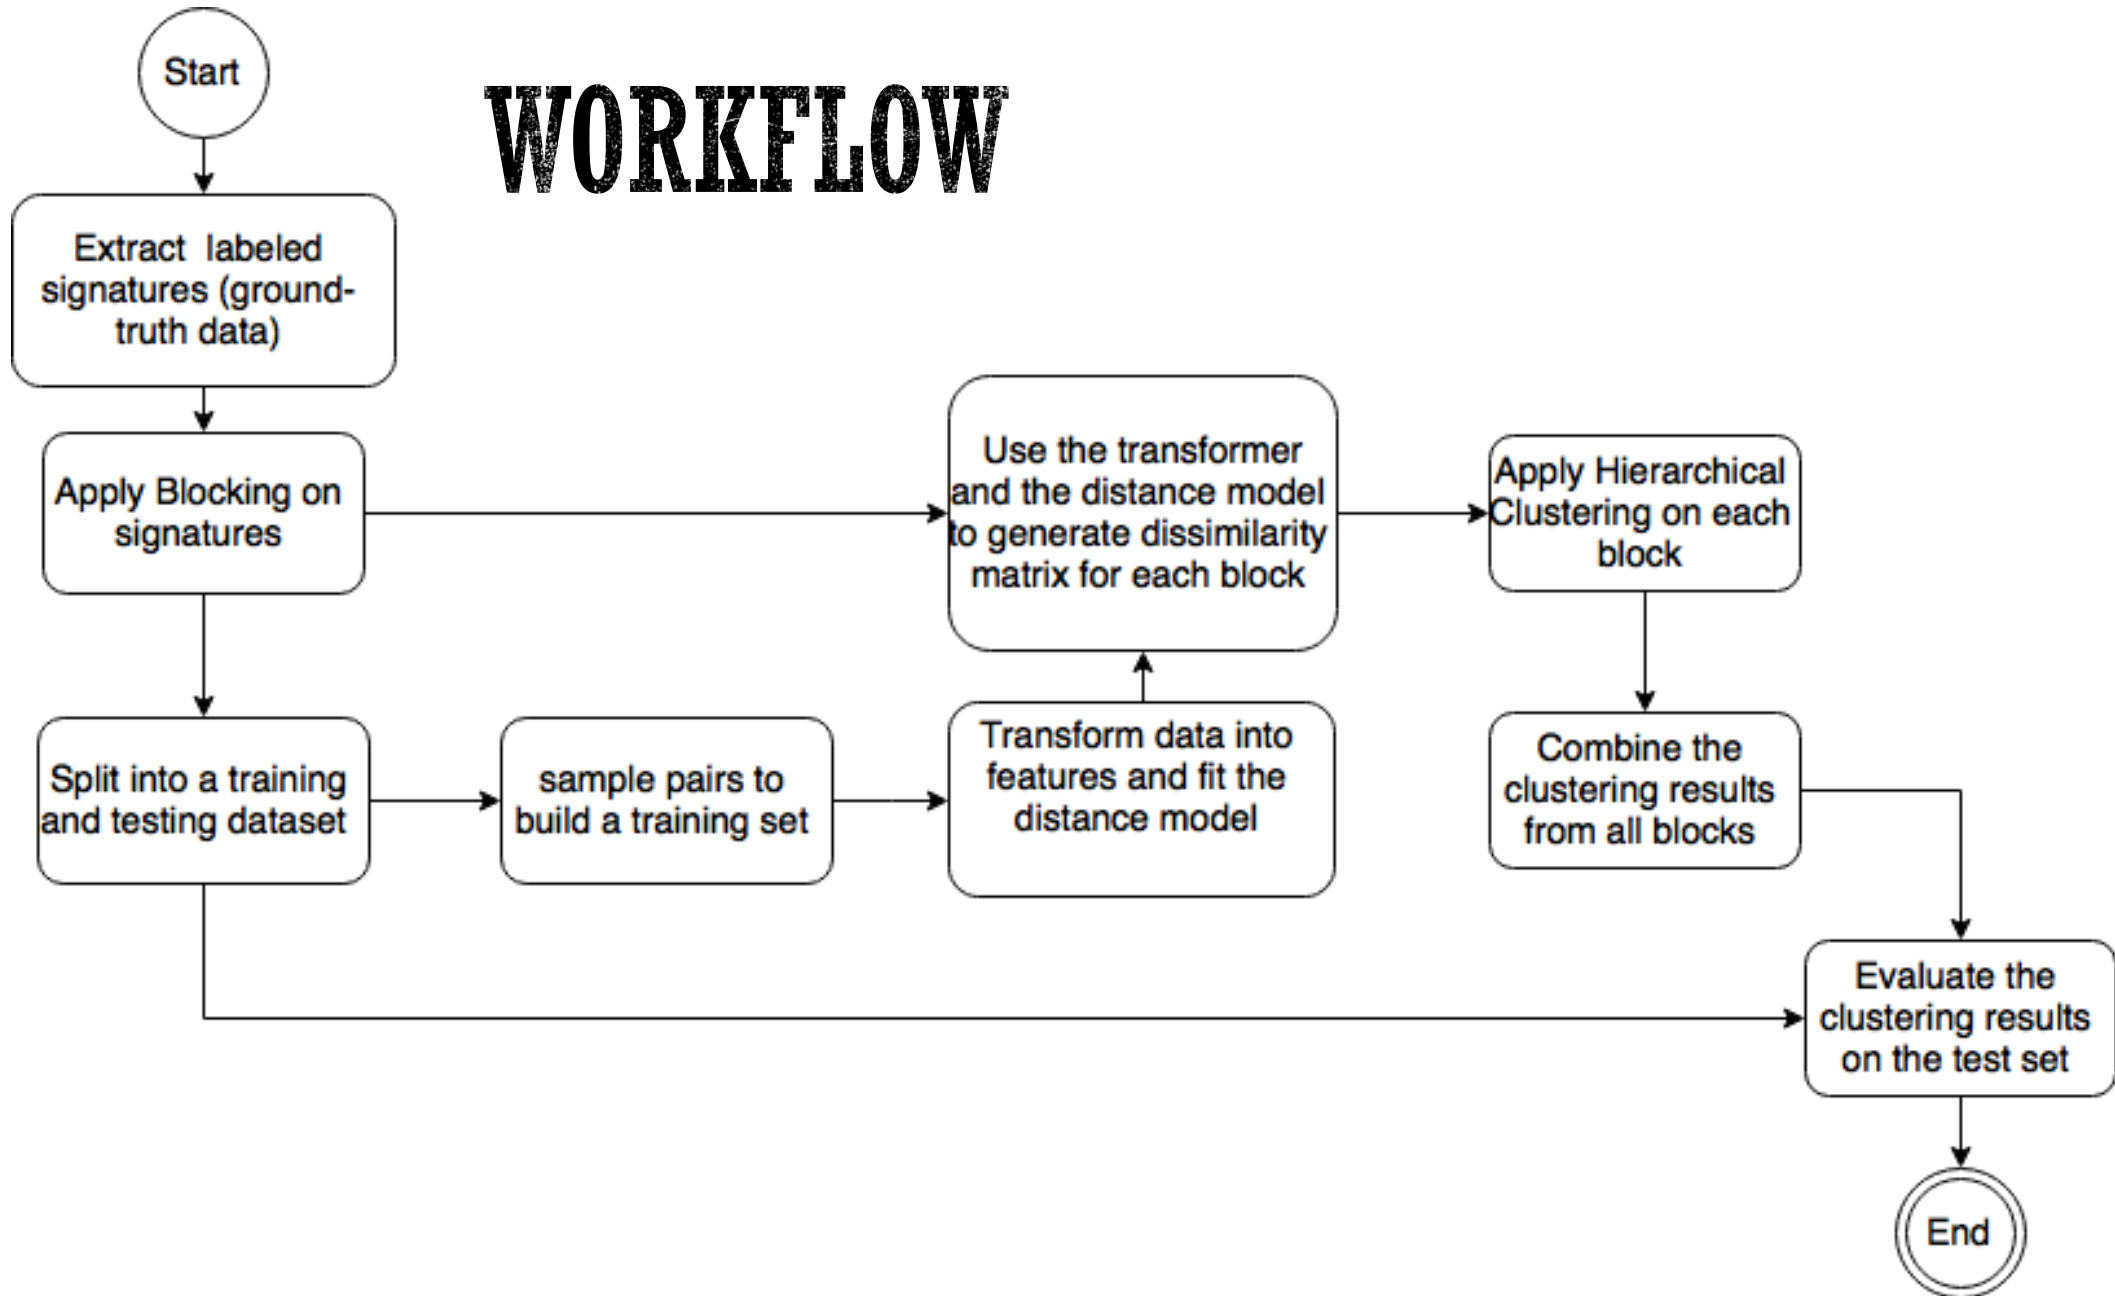 Start
WORKFLOW
Extract labeled
signatures (ground-
truth data)
Apply Blocking on
signatures
Use the transformer
and the distance model
to generate dissimilarity
matrix for each block
Apply Hierarchical
Clustering on each
block
Split into a training
and testing dataset
sample pairs to
build a training set
Transform data into
features and fit the
distance model
Combine the
clustering results
from all blocks
Evaluate the
clustering results
on the test set
End